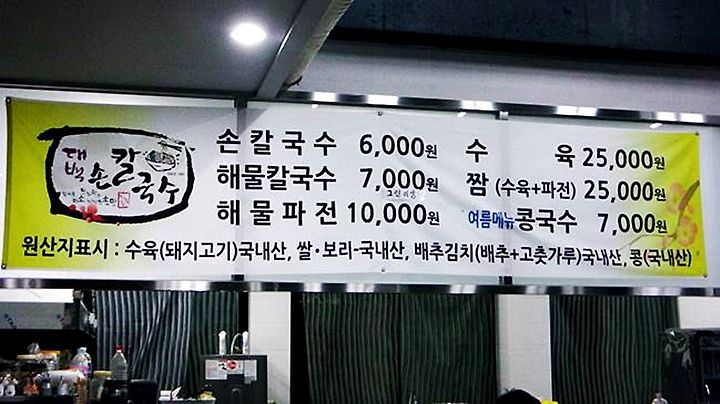 대박 손칼국수
손칼국수 6,000원
해물칼국수 7,000원
해물파전 10,000원
수육 25,000원
짬 (수육+파전) 25,000원
여름메뉴 콩국수 7,000원
원산지표시 : 수육(돼지고기)국내산, 쌀·보리-국내산, 배추김치(배추+고춧가루)국내산, 콩(국내산)